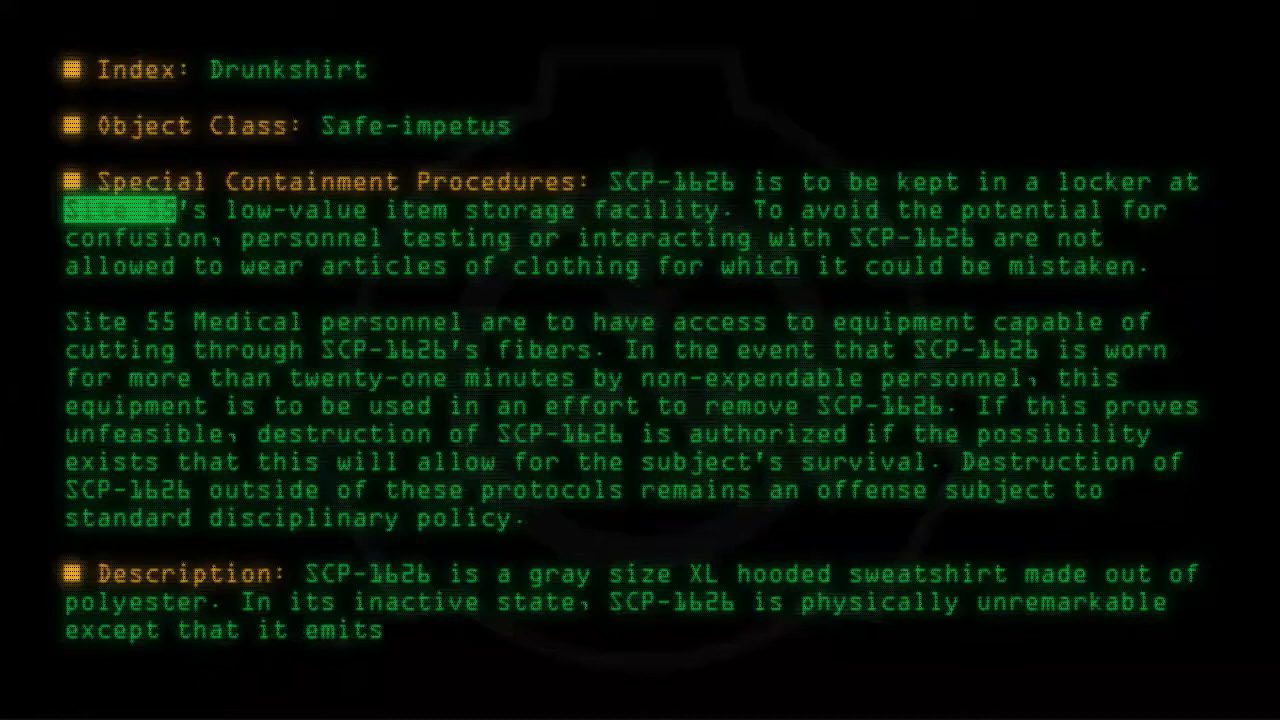 Index: Drunkshirt
Object Class: Safe-impetus
Special Containment Procedures: SCP-1626 is to be kept in a locker at
Site 's low-value item storage facility. To avoid the potential for
confusion, personnel testing or interacting with SCP-1626 are not
allowed to wear articles of clothing for which it could be mistaken.
Site 55 Medical personnel are to have access to equipment capable of
cutting through SCP-1626's fibers. In the event that SCP-1626 is worn
for more than twenty-one minutes by non-expendable personnel, this
equipment is to be used in an effort to remove SCP-1626. If this proves
unfeasible, destruction of SCP-1626 is authorized if the possibility
exists that this will allow for the subject's survival. Destruction of
SCP-1626 outside of these protocols remains an offense subject to
standard disciplinary policy.
Description: SCP-1626 is a gray size XL hooded sweatshirt made out of
polyester. In its inactive state, SCP-1626 is physically unremarkable
except that it emits